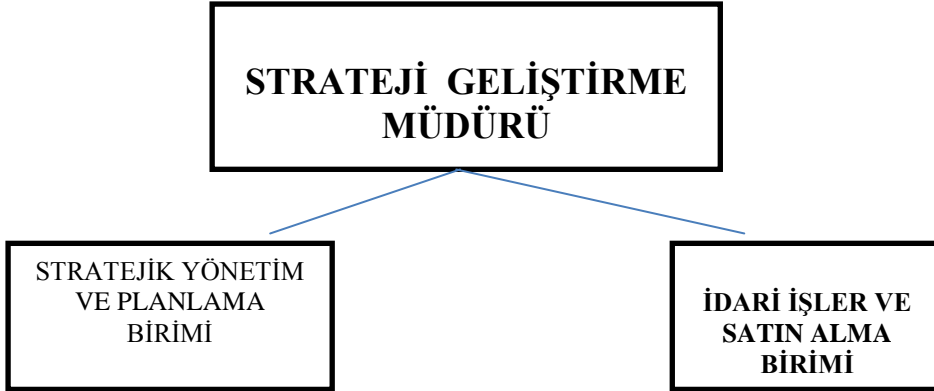 STRATEJİ GELİŞTİRME
MÜDÜRÜ
STRATEJİK YÖNETİM
VE PLANLAMA
BİRİMİ
İDARİ İŞLER VE
SATIN ALMA
BİRİMİ